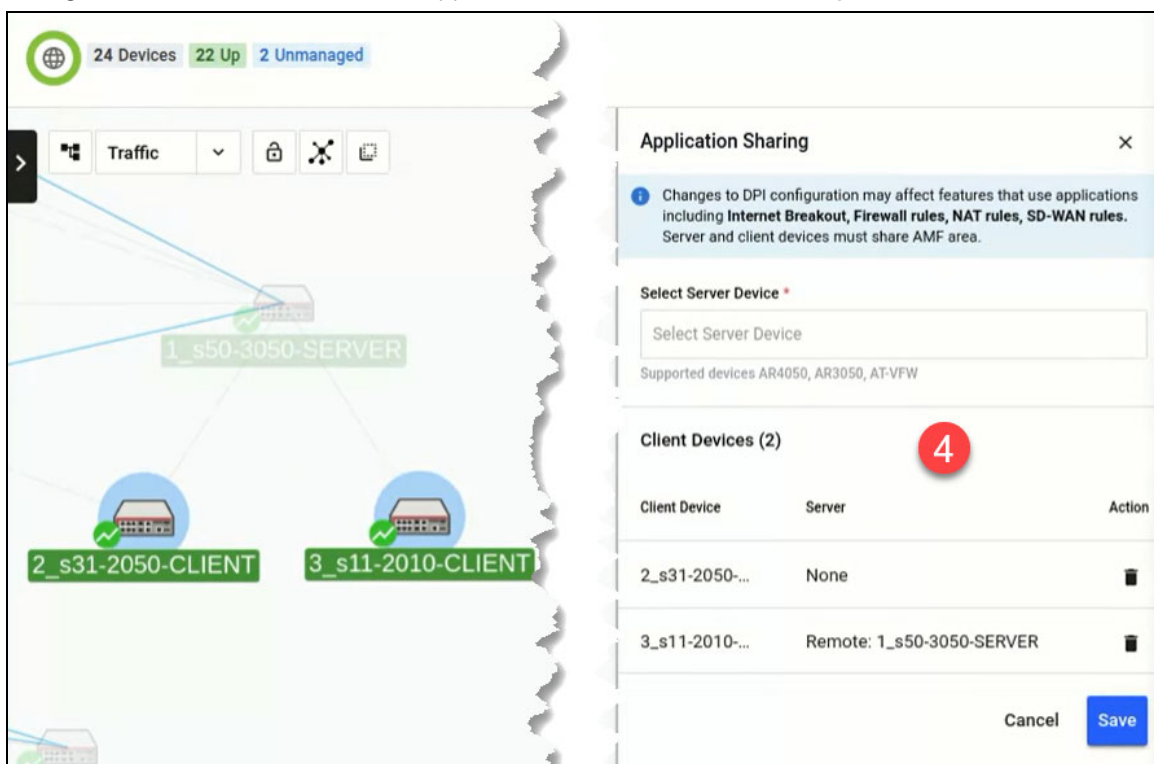 24 Devices 22 Up 2 Unmanaged
Traffic
1_s50-3050-SERVER
2_s31-2050-CLIENT
3_s11-2010-CLIENT
Application Sharing
Changes to DPI configuration may affect features that use applications
including Internet Breakout, Firewall rules, NAT rules, SD-WAN rules.
Server and client devices must share AMF area.
Select Server Device *
Select Server Device
Supported devices AR4050, AR3050, AT-VFW
Client Devices (2)
4
Client Device Server Action
2_s31-2050-... None
3_s11-2010-... Remote: 1_s50-3050-SERVER
Cancel Save